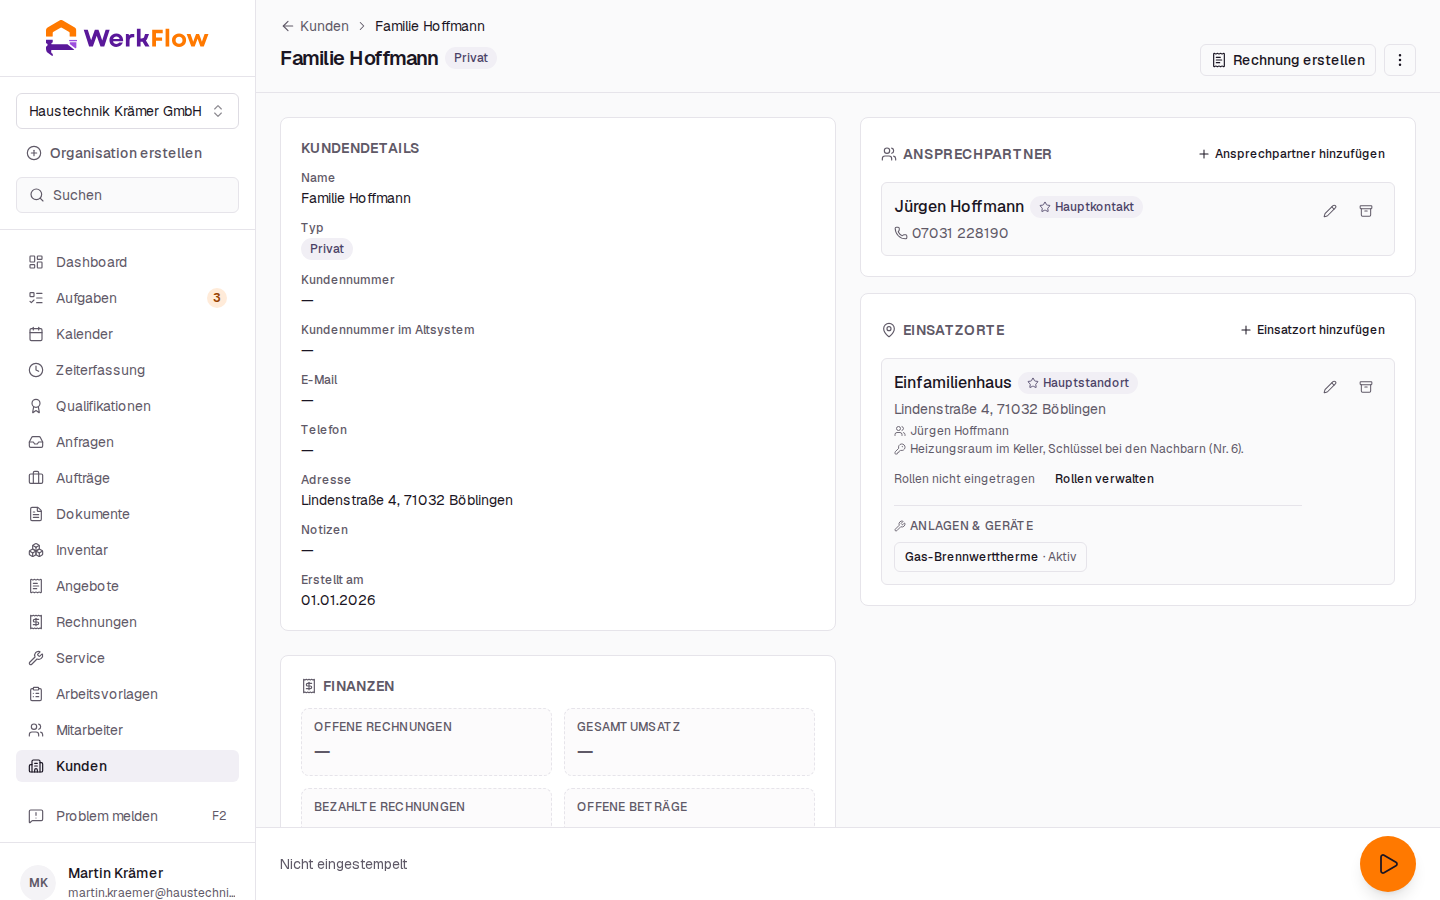 WerkFlow
Haustechnik Krämer GmbH
Organisation erstellen
Suchen
Dashboard
Aufgaben 3
Kalender
Zeiterfassung
Qualifikationen
Anfragen
Aufträge
Dokumente
Inventar
Angebote
Rechnungen
Service
Arbeitsvorlagen
Mitarbeiter
Kunden
Problem melden F2
MK
Martin Krämer
martin.kraemer@haustechni...
Kunden > Familie Hoffmann
Familie Hoffmann Privat
Rechnung erstellen
KUNDENDETAILS
Name
Familie Hoffmann
Typ
Privat
Kundennummer
—
Kundennummer im Altsystem
—
E-Mail
—
Telefon
—
Adresse
Lindenstraße 4, 71032 Böblingen
Notizen
—
Erstellt am
01.01.2026
FINANZEN
OFFENE RECHNUNGEN
—
GESAMTUMSATZ
—
BEZAHLTE RECHNUNGEN
OFFENE BETRÄGE
ANSPRECHPARTNER
Ansprechpartner hinzufügen
Jürgen Hoffmann Hauptkontakt
07031 228190
EINSATZORTE
Einsatzort hinzufügen
Einfamilienhaus Hauptstandort
Lindenstraße 4, 71032 Böblingen
Jürgen Hoffmann
Heizungsraum im Keller, Schlüssel bei den Nachbarn (Nr. 6).
Rollen nicht eingetragen Rollen verwalten
ANLAGEN & GERÄTE
Gas-Brennwerttherme · Aktiv
Nicht eingestempelt